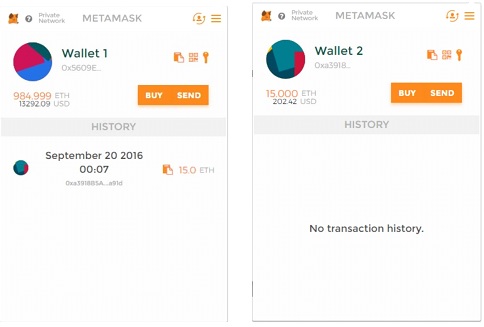 Private
Network
METAMASK
Wallet 1
0x5609E...
984.999 ETH
13292.09 USD
BUY SEND
HISTORY
September 20 2016
00:07
0xa3918B5A...a91d
15.0 ETH
Private
Network
METAMASK
Wallet 2
0xa3918...
15.000 ETH
202.42 USD
BUY SEND
HISTORY
No transaction history.